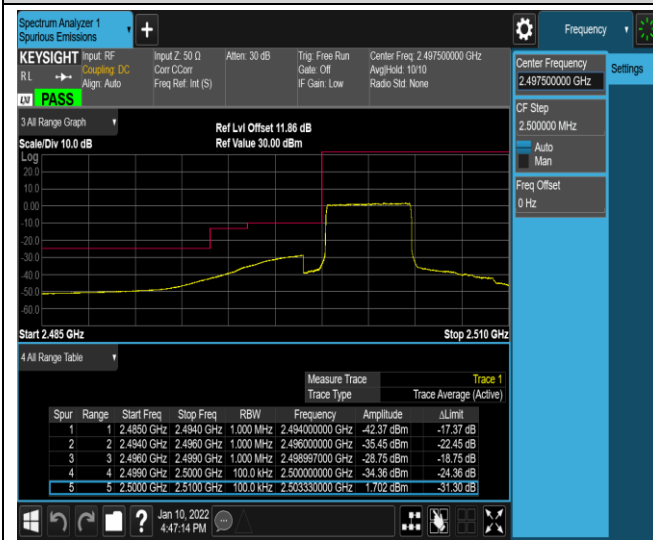 Spectrum Analyzer 1
Spurious Emissions
Frequency
KEYSIGHT
Input: RF
Coupling: DC
Align: Auto
Input Z: 50 Ω
Corr CCorr
Freq Ref: Int (S)
Atten: 30 dB
Trig: Free Run
Gate: Off
IF Gain: Low
Center Freq: 2.497500000 GHz
Avg|Hold: 10/10
Radio Std: None
R L
LXI PASS
Center Frequency
2.497500000 GHz
Settings
CF Step
2.500000 MHz
Auto
Man
Freq Offset
0 Hz
3 All Range Graph
Scale/Div 10.0 dB
Ref Lvl Offset 11.86 dB
Ref Value 30.00 dBm
Log
20.0
10.0
0.00
-10.0
-20.0
-30.0
-40.0
-50.0
-60.0
Start 2.485 GHz
Stop 2.510 GHz
4 All Range Table
Measure Trace Trace 1
Trace Type Trace Average (Active)
Spur Range Start Freq Stop Freq RBW Frequency Amplitude ΔLimit
1 1 2.4850 GHz 2.4940 GHz 1.000 MHz 2.494000000 GHz -42.37 dBm -17.37 dB
2 2 2.4940 GHz 2.4960 GHz 1.000 MHz 2.496000000 GHz -35.45 dBm -22.45 dB
3 3 2.4960 GHz 2.4990 GHz 1.000 MHz 2.498997000 GHz -28.75 dBm -18.75 dB
4 4 2.4990 GHz 2.5000 GHz 100.0 kHz 2.500000000 GHz -34.36 dBm -24.36 dB
5 5 2.5000 GHz 2.5100 GHz 100.0 kHz 2.503330000 GHz 1.702 dBm -31.30 dB
Jan 10, 2022
4:47:14 PM